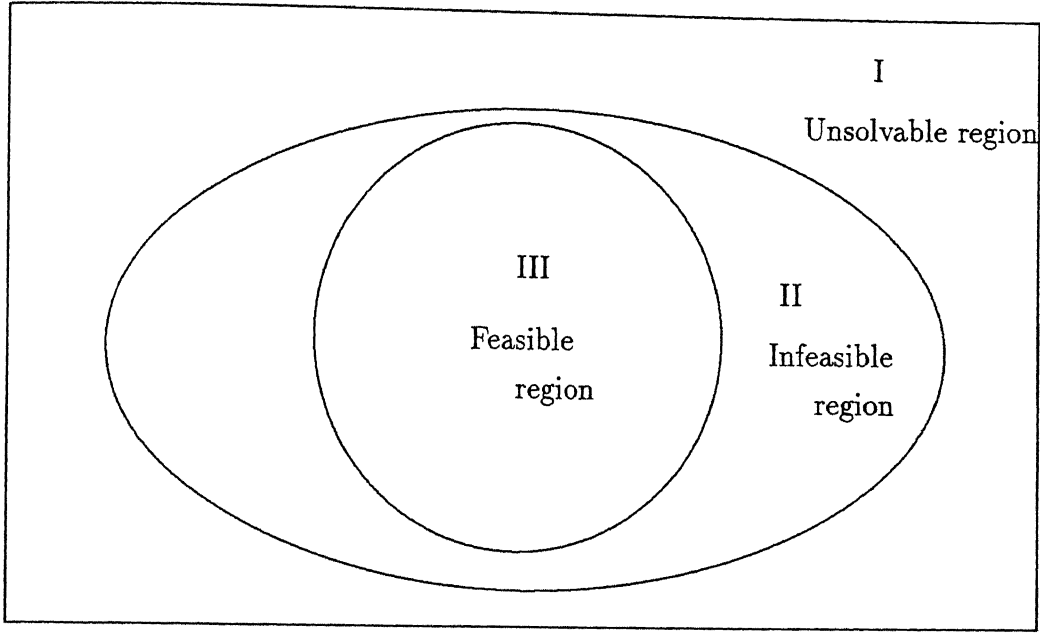 I
Unsolvable region
III
Feasible
region
II
Infeasible
region